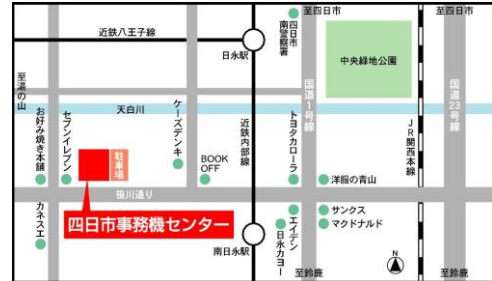 至四日市
至四日市
近鉄八王子線
日永駅
四日市
南警察署
中央緑地公園
国道1号線
国道23号線
至湯の山
天白川
お好み焼き本舗
セブンイレブン
駐車場
ケーズデンキ
BOOK
OFF
近鉄内部線
トヨタカローラ
JR関西本線
洋服の青山
笹川通り
カネスエ
四日市事務機センター
サンクス
マクドナルド
エイデン
日永カヨー
南日永駅
N
至鈴鹿
至鈴鹿